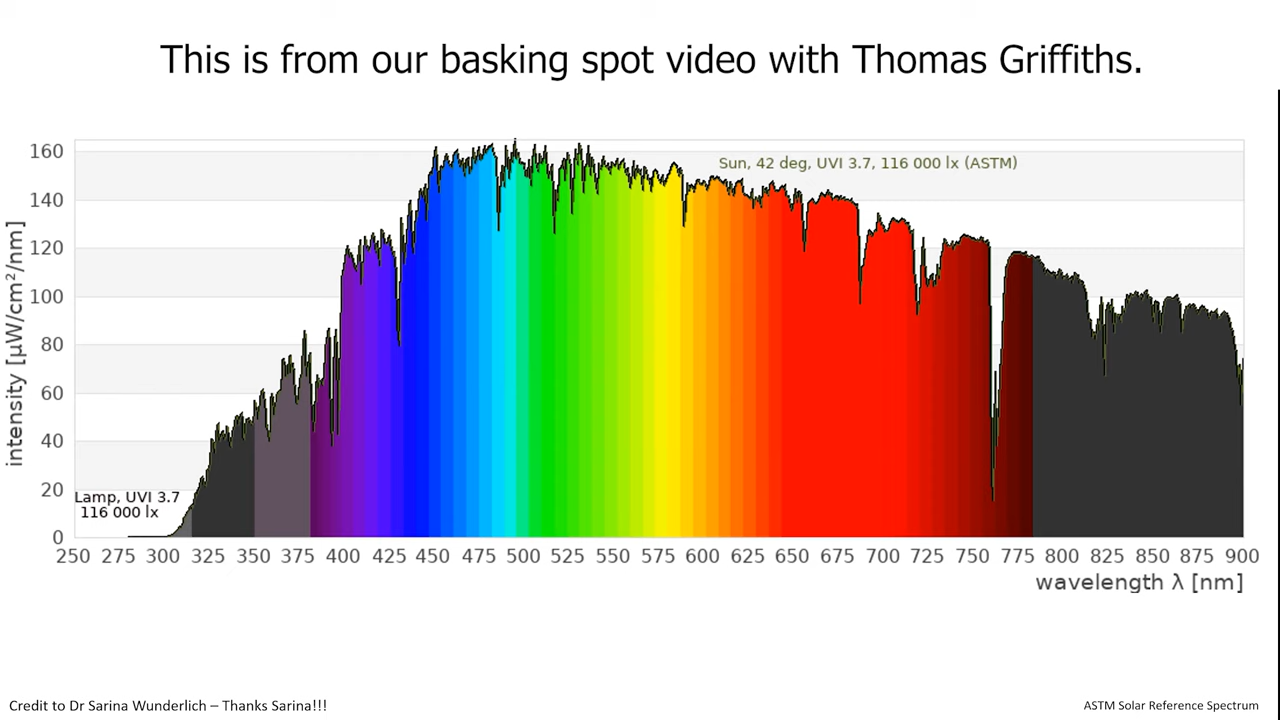 This is from our basking spot video with Thomas Griffiths.
160
140
120
100
80
60
40
20
0
intensity [µW/cm²/nm]
Sun, 42 deg, UVI 3.7, 116 000 lx (ASTM)
Lamp, UVI 3.7
116 000 lx
250 275 300 325 350 375 400 425 450 475 500 525 550 575 600 625 650 675 700 725 750 775 800 825 850 875 900
wavelength λ [nm]
Credit to Dr Sarina Wunderlich – Thanks Sarina!!!
ASTM Solar Reference Spectrum